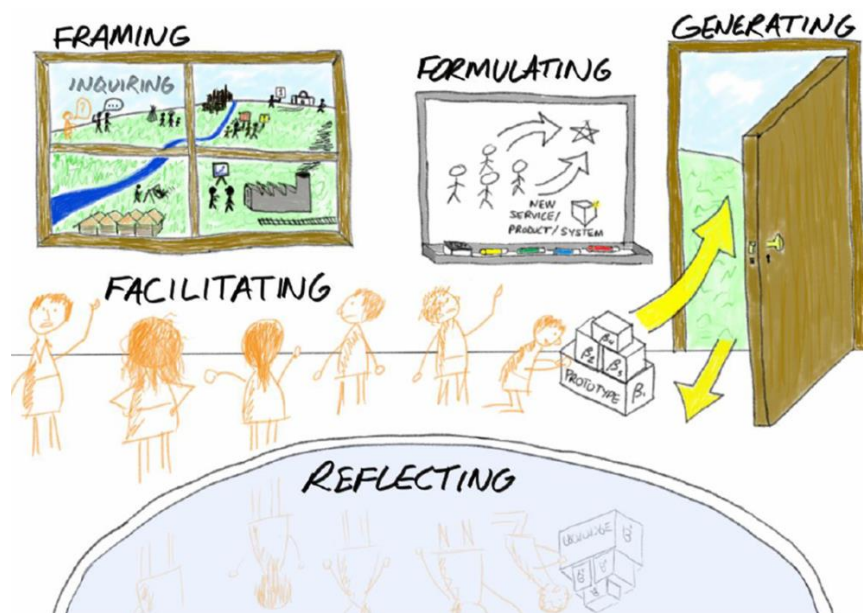 FRAMING
INQUIRING
?
...
FORMULATING
NEW
SERVICE/
PRODUCT/SYSTEM
GENERATING
FACILITATING
β4
β2
β3
PROTOTYPE
β1
REFLECTING